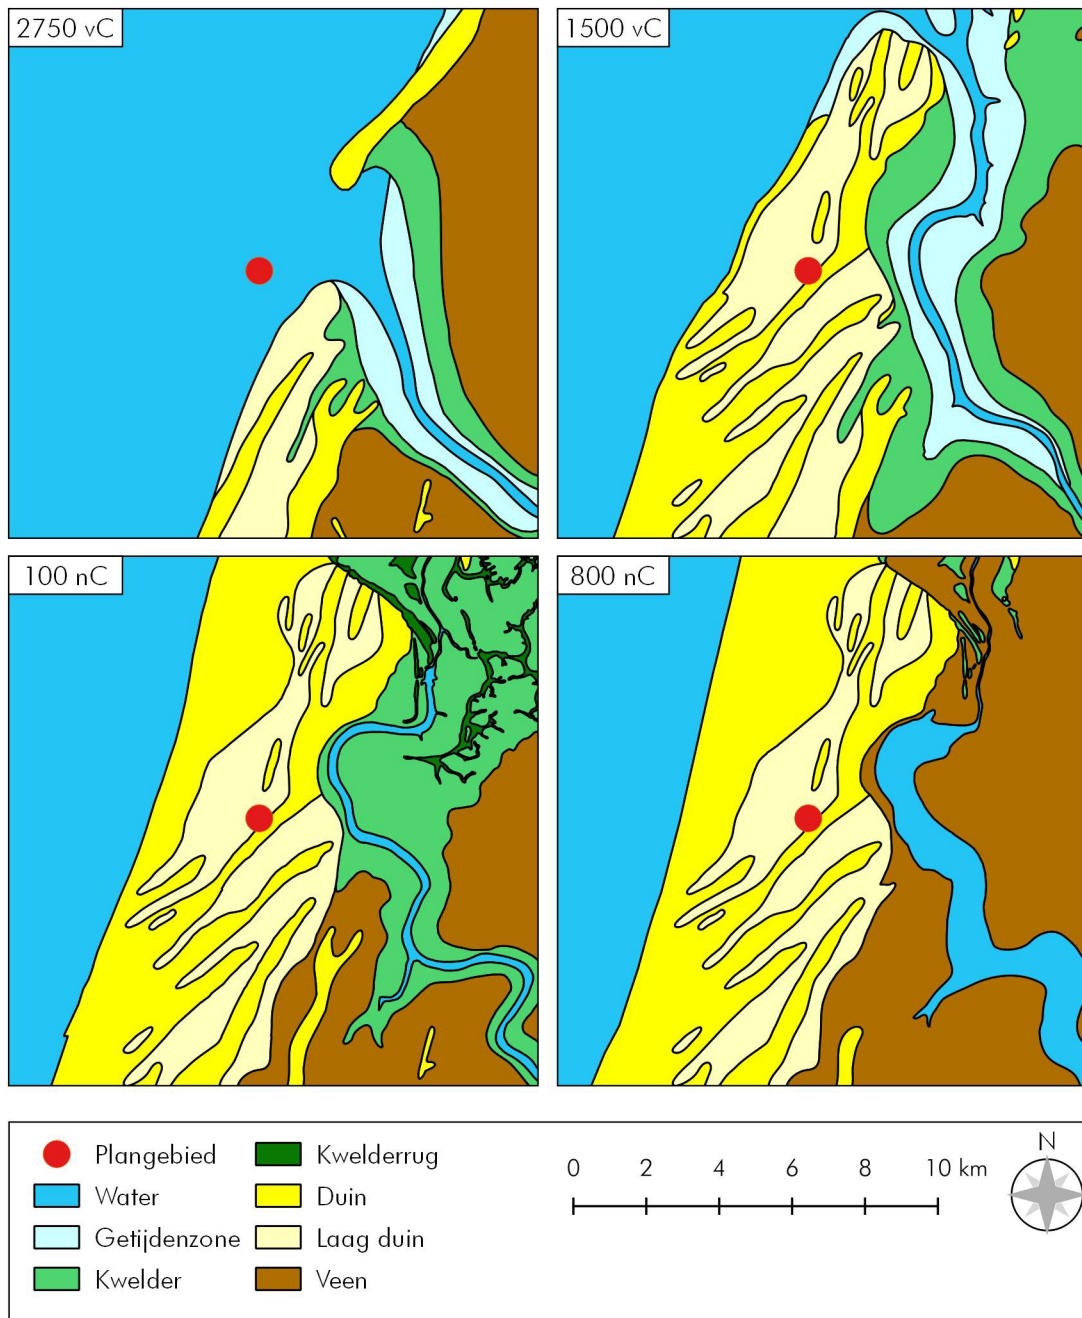 2750 vC
1500 vC
100 nC
800 nC
Plangebied
Water
Getijdenzone
Kwelder
Kwelderrug
Duin
Laag duin
Veen
0 2 4 6 8 10 km
N